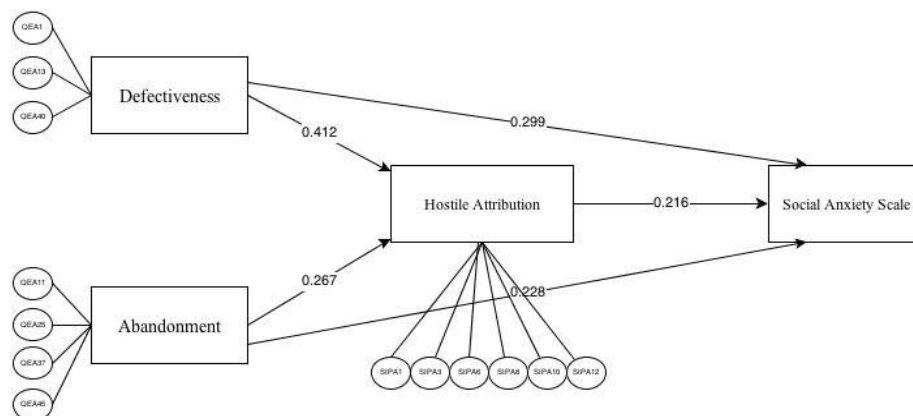 QEA1
QEA13
QEA40
Defectiveness
0.299
0.412
Hostile Attribution
0.216
Social Anxiety Scale
0.267
0.228
QEA11
QEA25
QEA37
QEA45
Abandonment
SIPA1
SIPA3
SIPA6
SIPA8
SIPA10
SIPA12